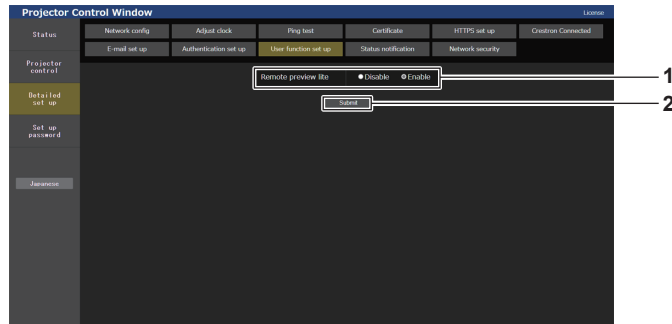 Projector Control Window
License
Status
Network config
Adjust clock
Ping test
Certificate
HTTPS set up
Crestron Connected
E-mail set up
Authentication set up
User function set up
Status notification
Network security
Projector
control
Remote preview lite
Disable
Enable
1
Submit
2
Detailed
set up
Set up
password
Japanese